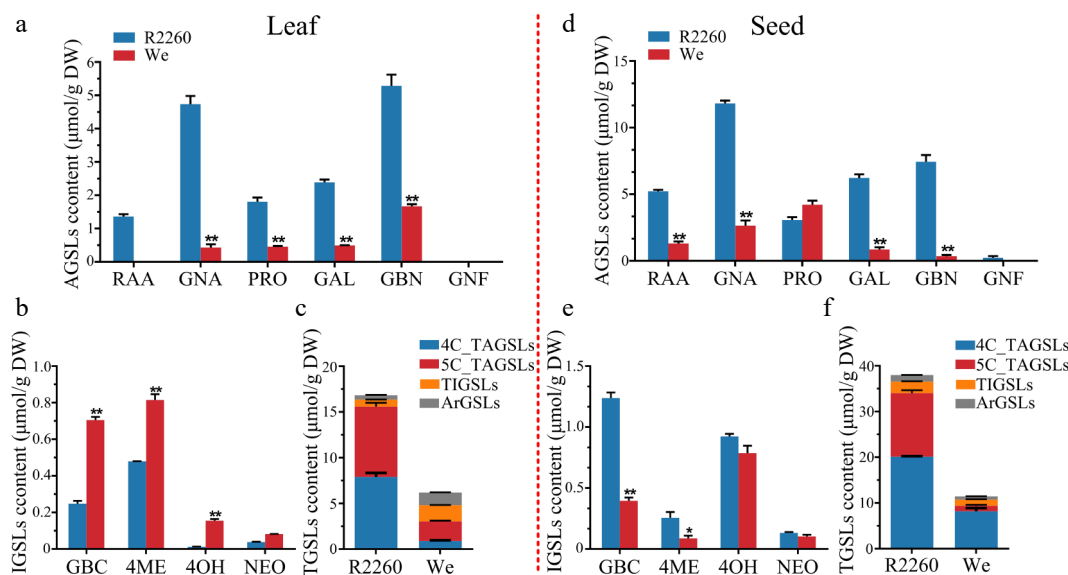 a
Leaf
R2260
We
AGSLs ccontent (μmol/g DW)
6
5
4
3
2
1
0
**
**
**
**
RAA GNA PRO GAL GBN GNF
b
IGSLs ccontent (μmol/g DW)
1.0
0.8
0.6
0.4
0.2
0
**
**
**
GBC 4ME 4OH NEO
c
4C_TAGSLs
5C_TAGSLs
TIGSLs
ArGSLs
TGSLs ccontent (μmol/g DW)
20
15
10
5
0
R2260 We
d
Seed
R2260
We
AGSLs ccontent (μmol/g DW)
15
10
5
0
**
**
**
**
RAA GNA PRO GAL GBN GNF
e
IGSLs ccontent (μmol/g DW)
1.5
1.0
0.5
0
**
*
GBC 4ME 4OH NEO
f
4C_TAGSLs
5C_TAGSLs
TIGSLs
ArGSLs
TGSLs ccontent (μmol/g DW)
40
30
20
10
0
R2260 We